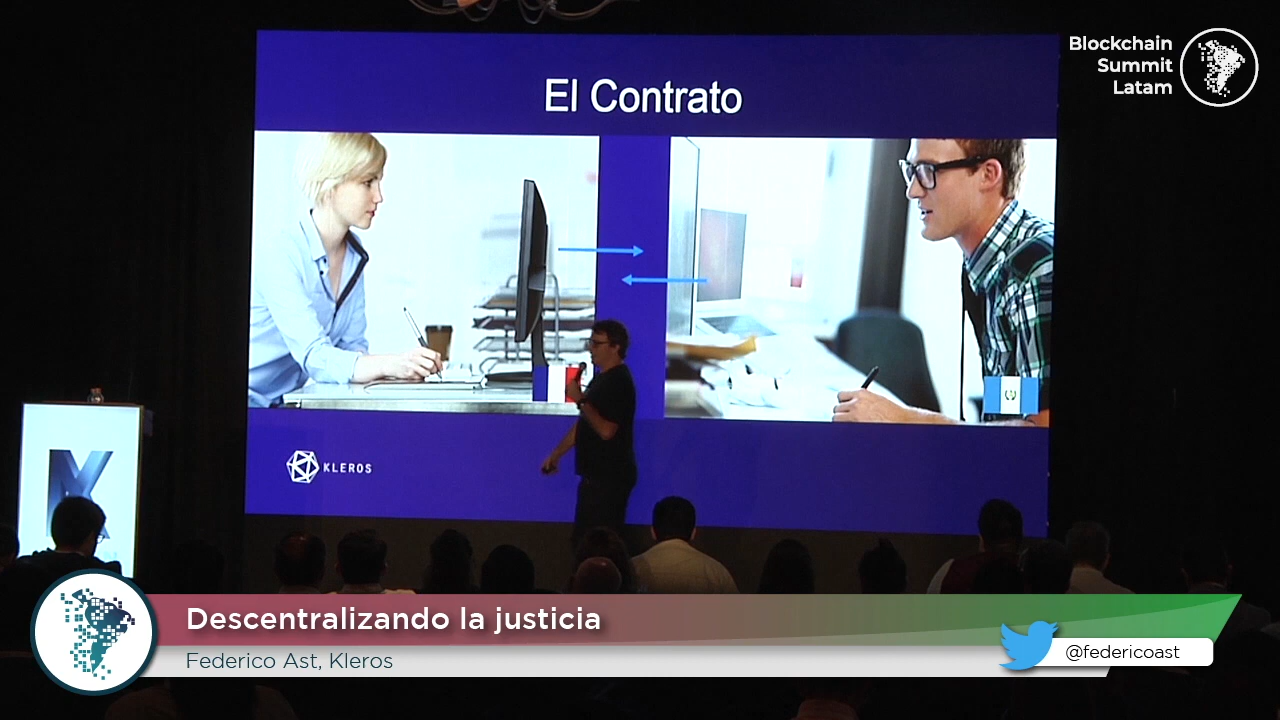 Blockchain
Summit
Latam
El Contrato
KLEROS
Descentralizando la justicia
Federico Ast, Kleros
@federicoast